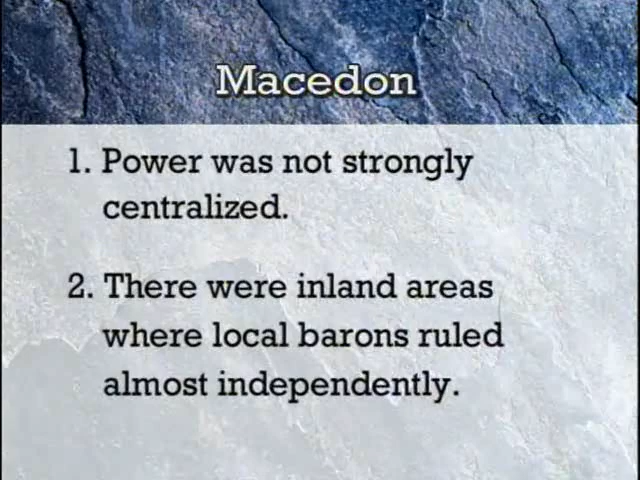 Macedon
1. Power was not strongly
centralized.
2. There were inland areas
where local barons ruled
almost independently.